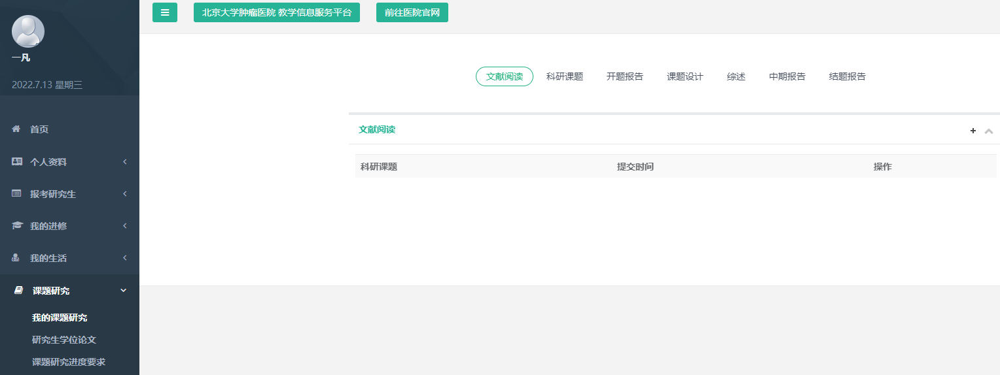 北京大学肿瘤医院 教学信息服务平台
前往医院官网
一凡
2022.7.13 星期三
首页
个人资料
报考研究生
我的进修
我的生活
课题研究
我的课题研究
研究生学位论文
课题研究进度要求
文献阅读 科研课题 开题报告 课题设计 综述 中期报告 结题报告
文献阅读
科研课题 提交时间 操作